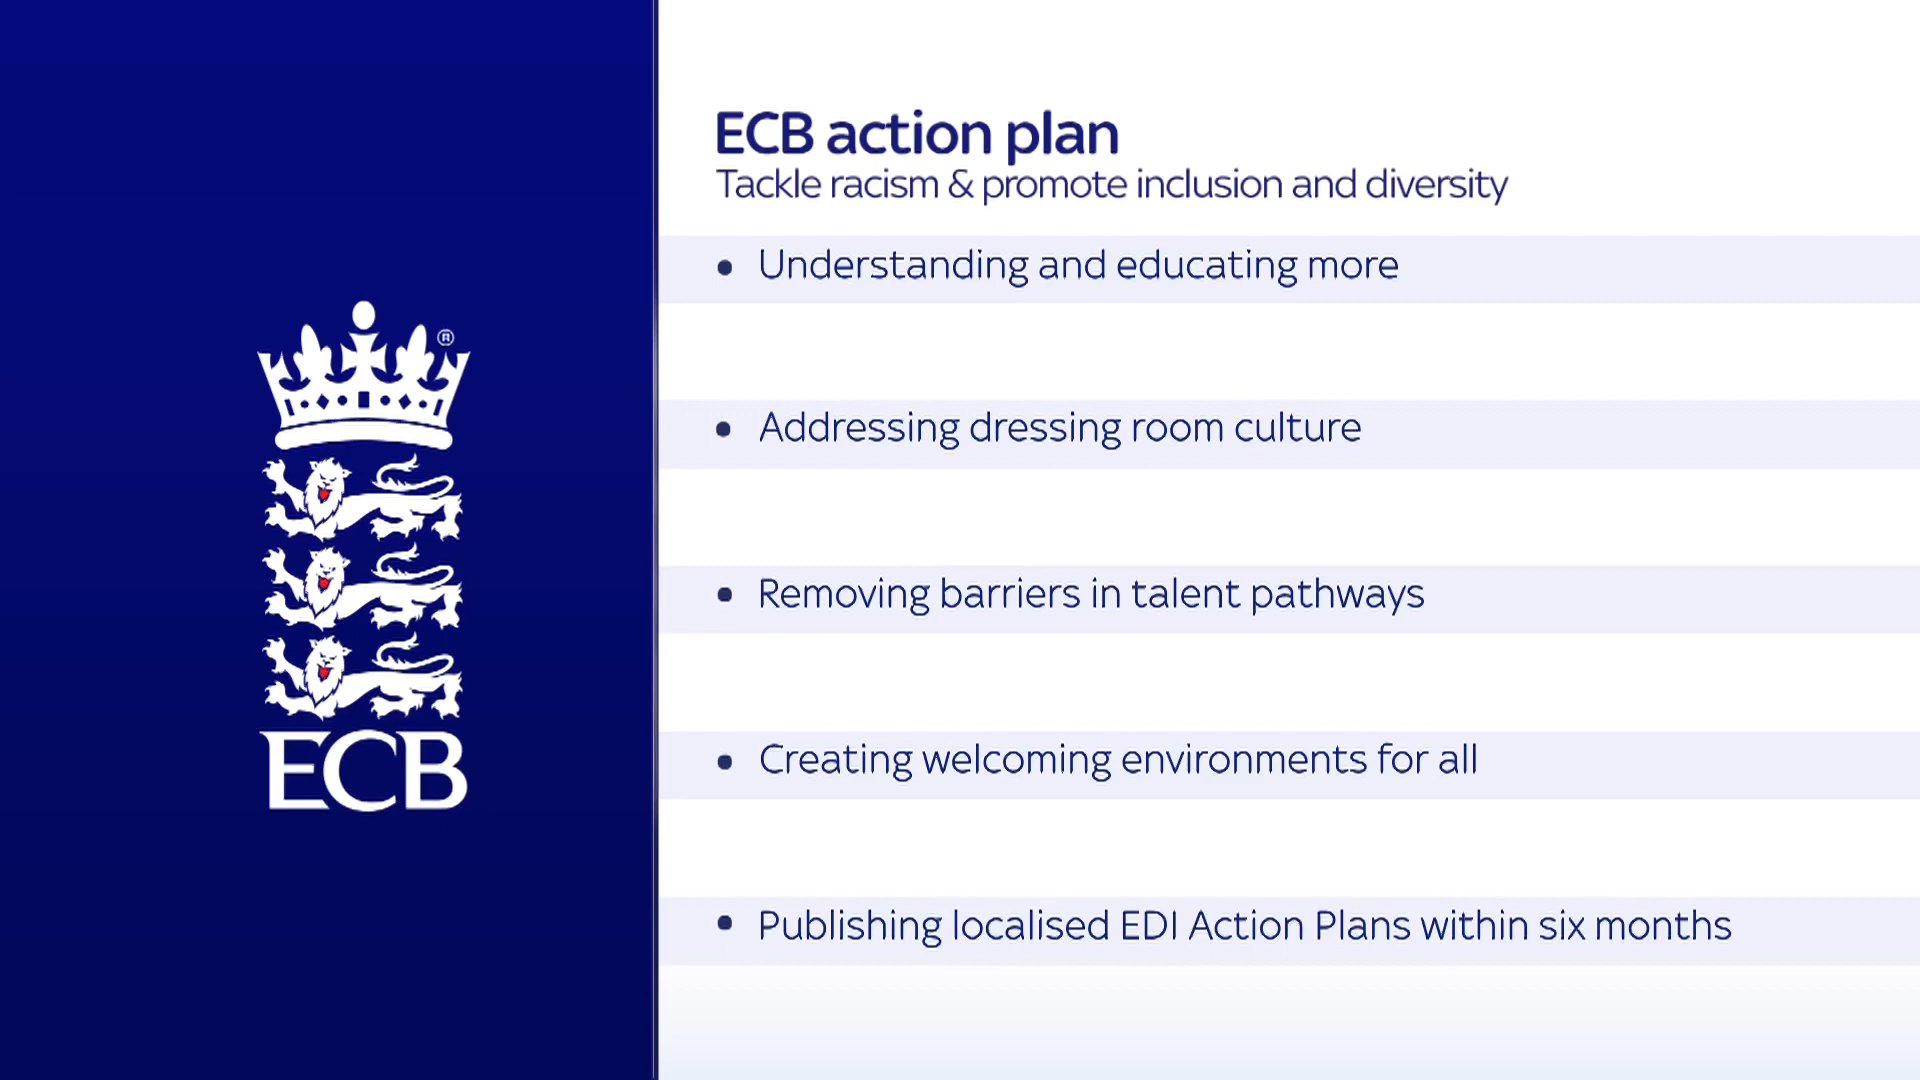 ECB action plan
Tackle racism & promote inclusion and diversity
• Understanding and educating more
• Addressing dressing room culture
• Removing barriers in talent pathways
• Creating welcoming environments for all
• Publishing localised EDI Action Plans within six months
®
ECB